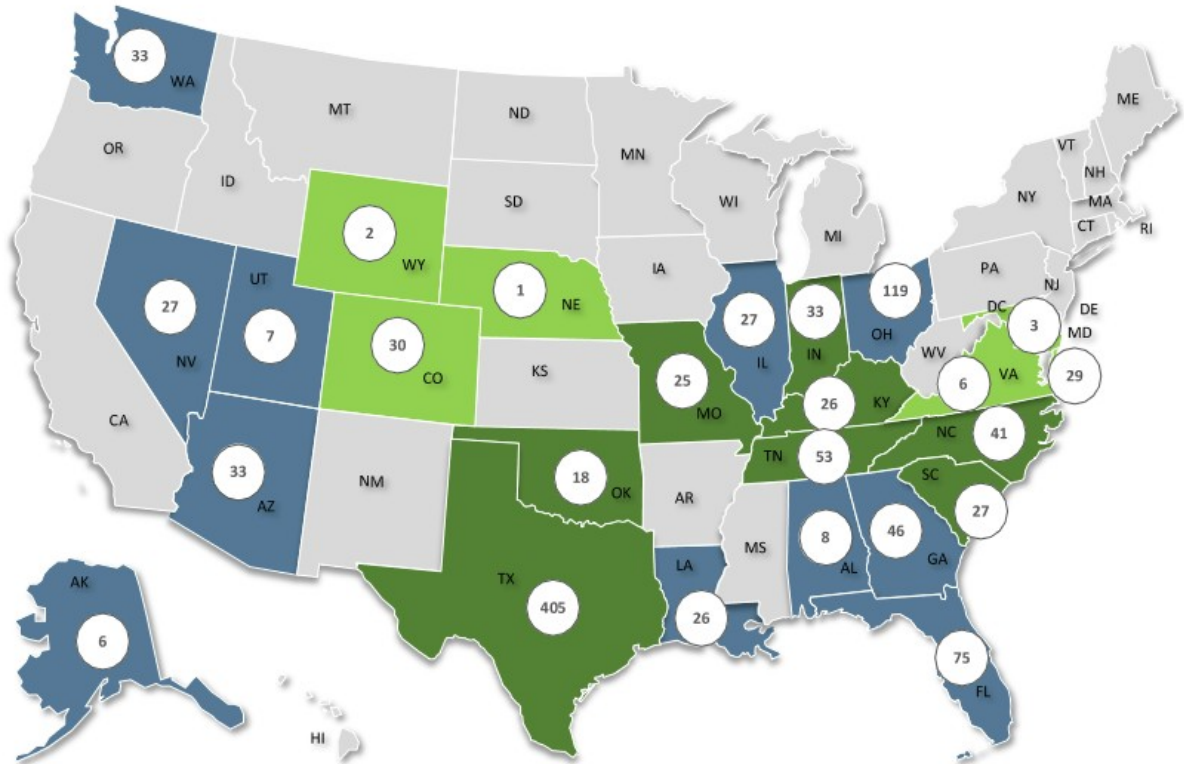 33
WA
MT
ND
OR
ID
MN
SD
WI
MI
NY
VT
NH
ME
MA
CT
RI
2
WY
IA
1
NE
PA
NJ
DC
DE
MD
3
UT
NV
27
7
30
CO
KS
27
IL
33
IN
119
OH
WV
VA
6
29
CA
25
MO
26
KY
33
AZ
NM
18
OK
AR
TN
53
NC
41
SC
27
MS
8
AL
46
GA
TX
405
LA
26
75
FL
AK
6
HI